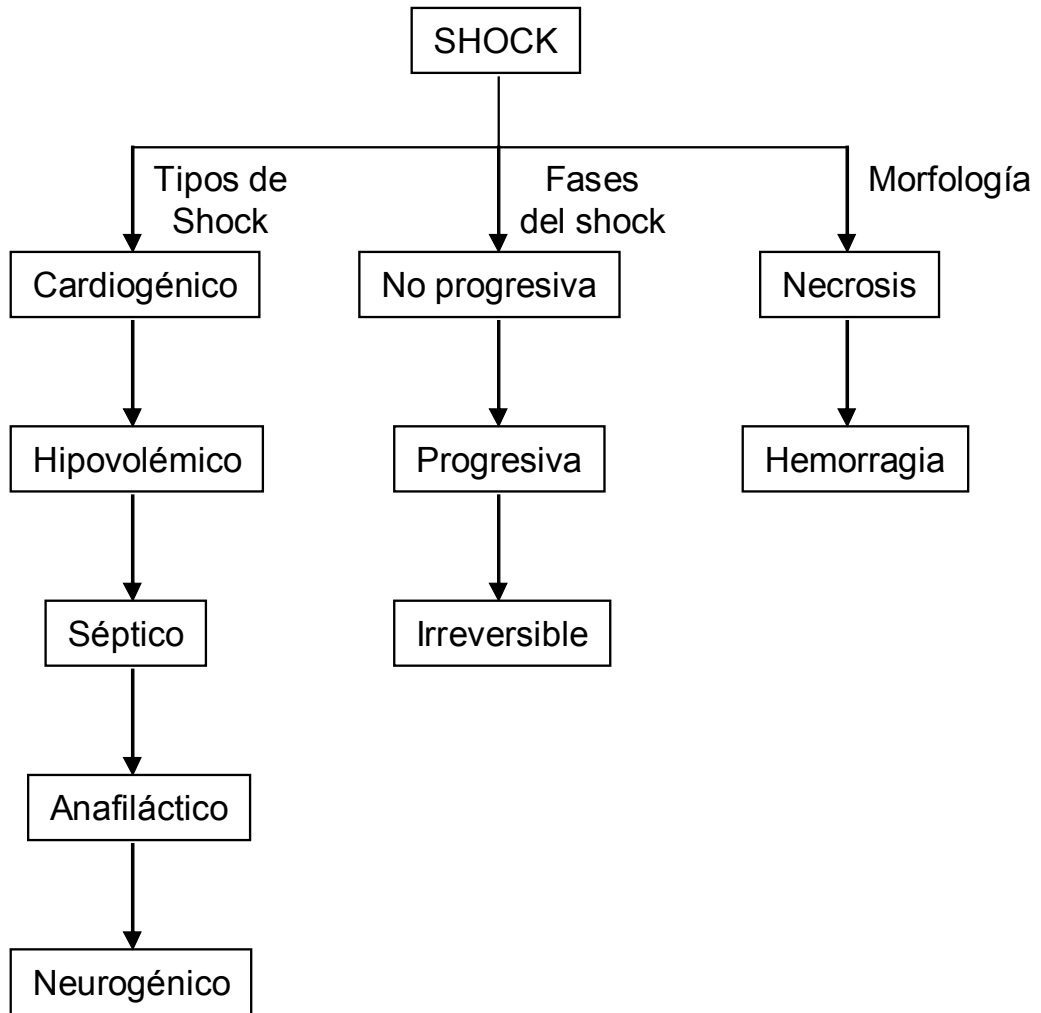 SHOCK
Tipos de
Shock
Fases
del shock
Morfología
Cardiogénico
No progresiva
Necrosis
Hipovolémico
Progresiva
Hemorragia
Séptico
Irreversible
Anafiláctico
Neurogénico